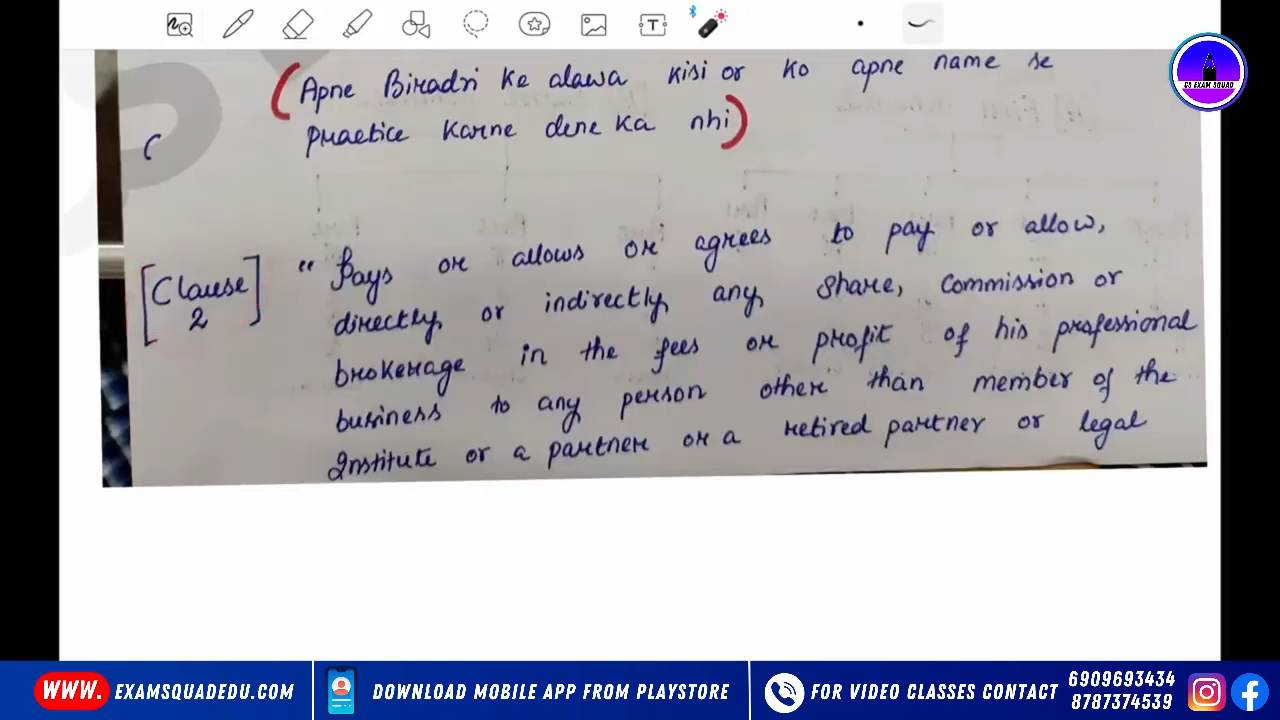 CS EXAM SQUAD
(Apne Biradri ke alawa kisi or ko apne name se
practice karne dene ka nhi)
(
[Clause 2]
"Pays or allows or agrees to pay or allow,
directly or indirectly any share, commission or
brokerage in the fees or profit of his professional
business to any person other than member of the
Institute or a partner or a retired partner or legal
WWW. EXAMSQUADEDU.COM
DOWNLOAD MOBILE APP FROM PLAYSTORE
FOR VIDEO CLASSES CONTACT
6909693434
8787374539